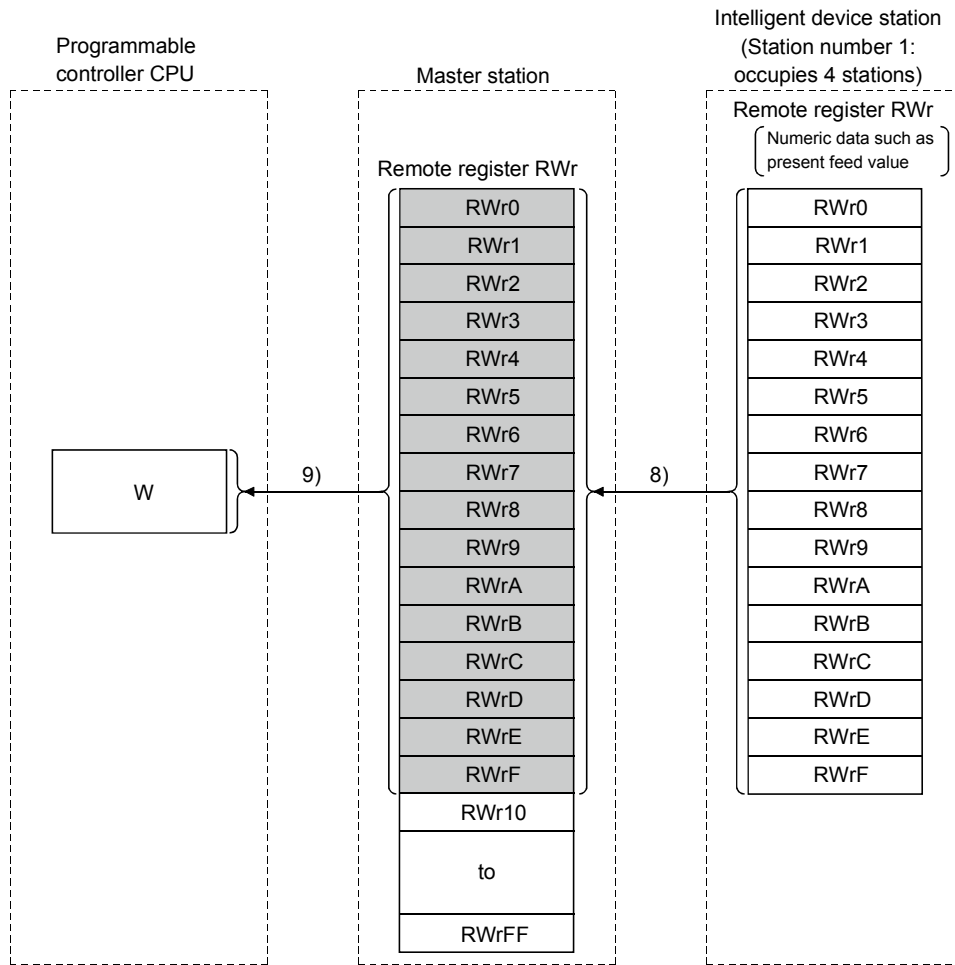 Programmable
controller CPU
W
9)
Master station
Remote register RWr
RWr0
RWr1
RWr2
RWr3
RWr4
RWr5
RWr6
RWr7
RWr8
RWr9
RWrA
RWrB
RWrC
RWrD
RWrE
RWrF
RWr10
to
RWrFF
8)
Intelligent device station
(Station number 1:
occupies 4 stations)
Remote register RWr
Numeric data such as
present feed value
RWr0
RWr1
RWr2
RWr3
RWr4
RWr5
RWr6
RWr7
RWr8
RWr9
RWrA
RWrB
RWrC
RWrD
RWrE
RWrF